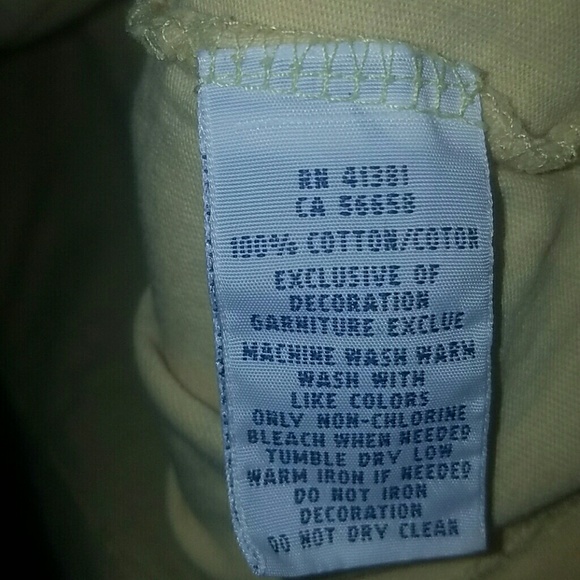 RN 41381
CA 56658
100% COTTON/COTON
EXCLUSIVE OF
DECORATION
GARNITURE EXCLUE
MACHINE WASH WARM
WASH WITH
LIKE COLORS
ONLY NON-CHLORINE
BLEACH WHEN NEEDED
TUMBLE DRY LOW
WARM IRON IF NEEDED
DO NOT IRON
DECORATION
DO NOT DRY CLEAN